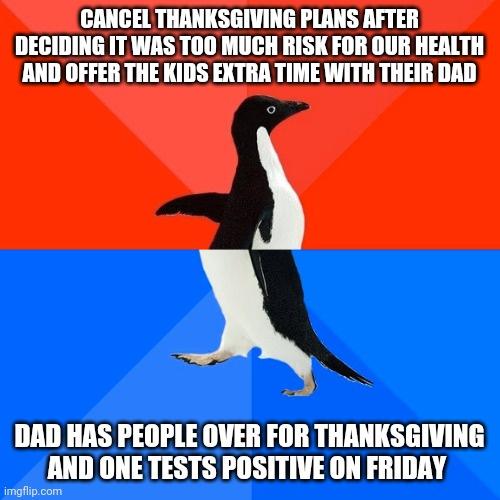 CANCEL THANKSGIVING PLANS AFTER
DECIDING IT WAS TOO MUCH RISK FOR OUR HEALTH
AND OFFER THE KIDS EXTRA TIME WITH THEIR DAD
DAD HAS PEOPLE OVER FOR THANKSGIVING
AND ONE TESTS POSITIVE ON FRIDAY
imgflip.com